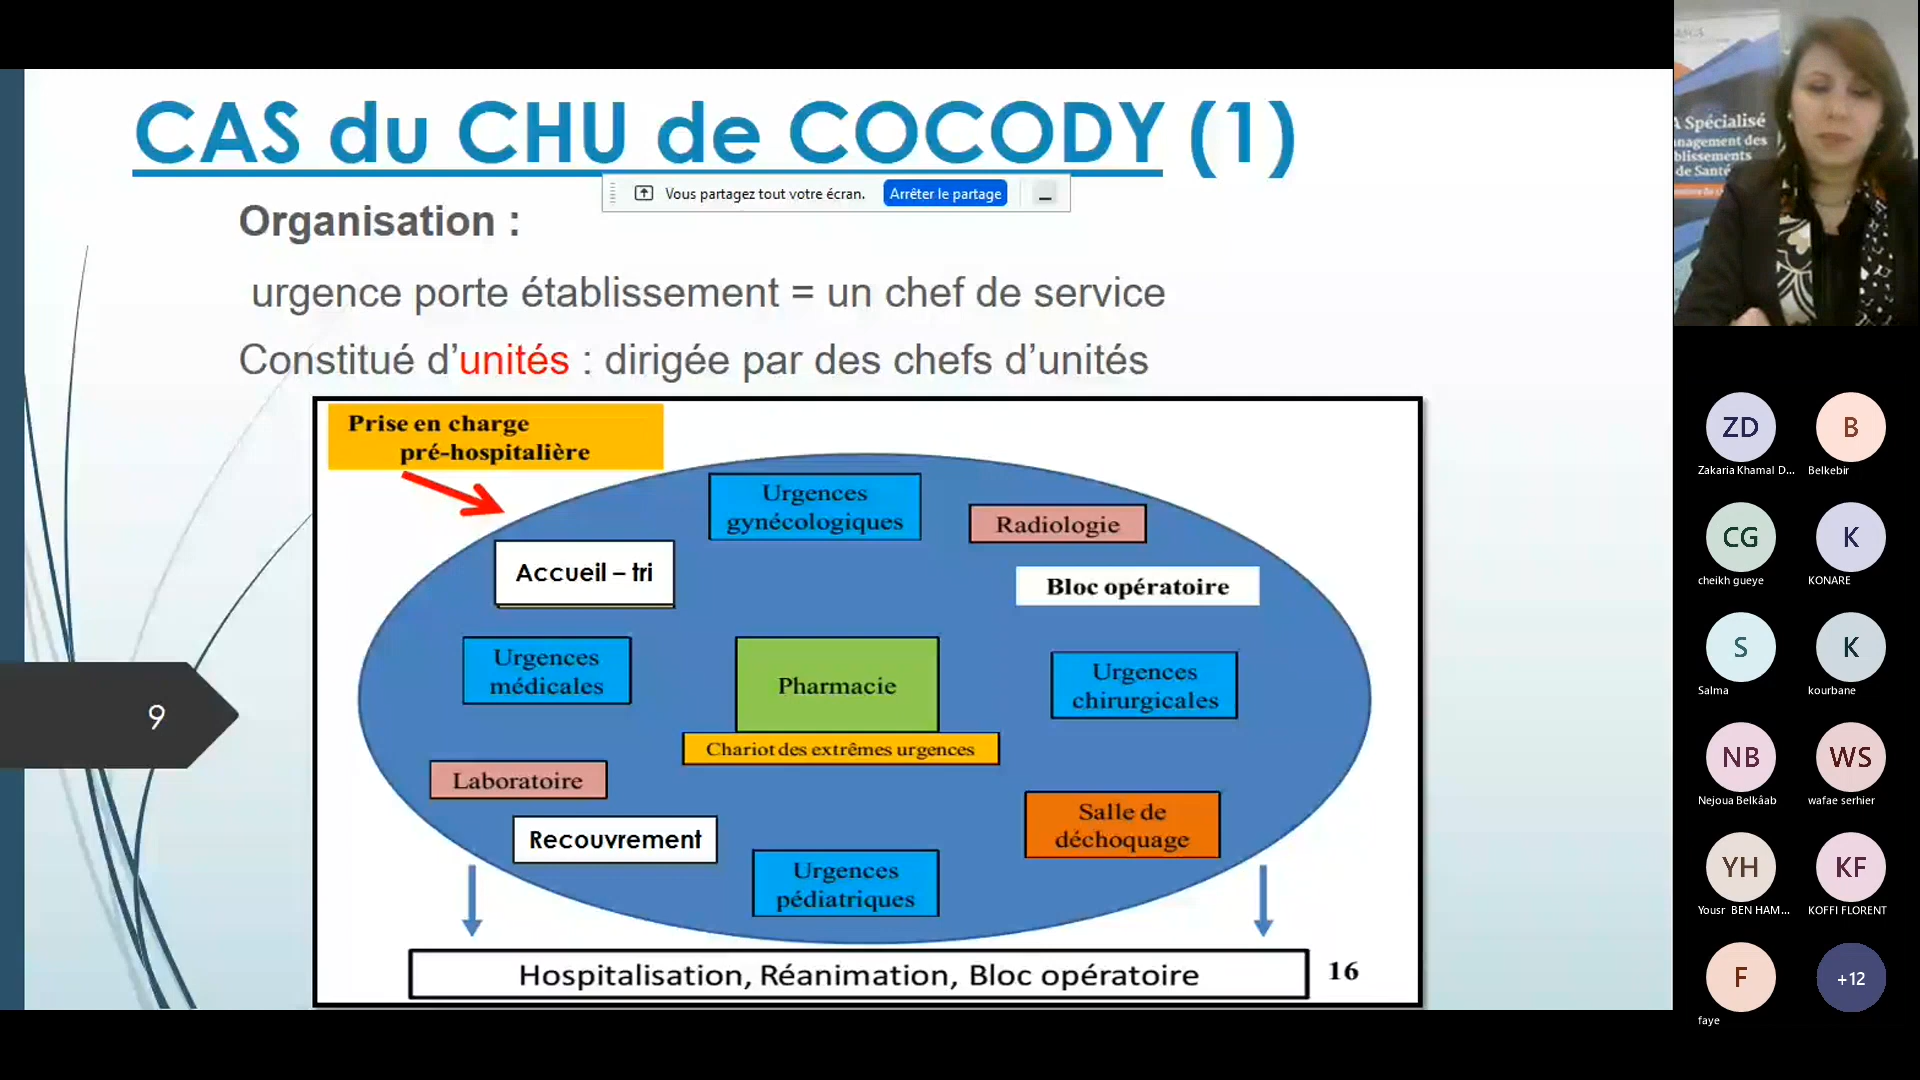 CAS du CHU de COCODY (1)
Vous partagez tout votre écran.
Arrêter le partage
Organisation :
urgence porte établissement = un chef de service
Constitué d’unités : dirigée par des chefs d’unités
Prise en charge
pré-hospitalière
Urgences
gynécologiques
Radiologie
Accueil – tri
Bloc opératoire
Urgences
médicales
Pharmacie
Urgences
chirurgicales
Chariot des extrêmes urgences
Laboratoire
Salle de
déchoquage
Recouvrement
Urgences
pédiatriques
Hospitalisation, Réanimation, Bloc opératoire
16
9
Spécialisé
de Santé
ZD
Zakaria Khamal D...
B
Belkebir
CG
cheikh gueye
K
KONARE
S
Salma
K
kourbane
NB
Nejoua Belkâab
WS
wafae serhier
YH
Yousr BEN HAM...
KF
KOFFI FLORENT
F
faye
+12